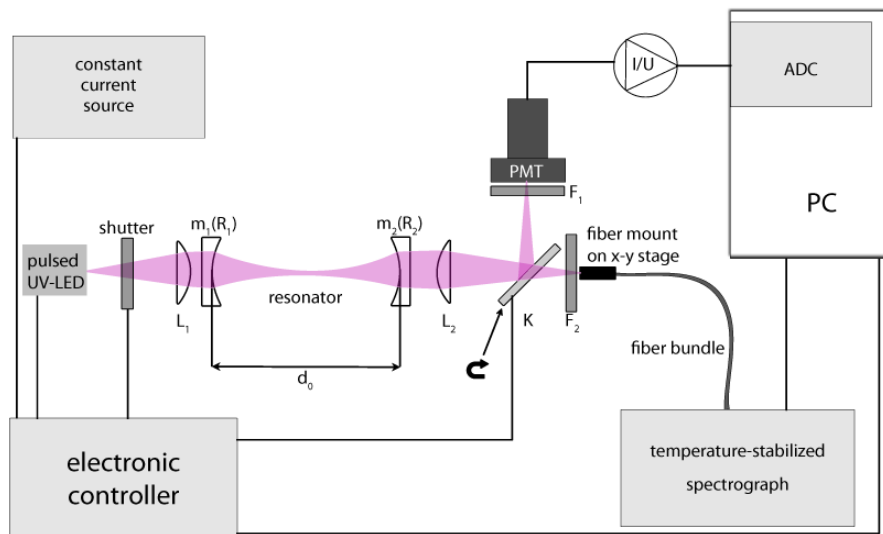 constant
current
source
I/U
ADC
PMT
F₁
PC
shutter
m₁(R₁)
m₂(R₂)
fiber mount
on x-y stage
pulsed
UV-LED
resonator
L₁
L₂
K
F₂
fiber bundle
d₀
electronic
controller
temperature-stabilized
spectrograph